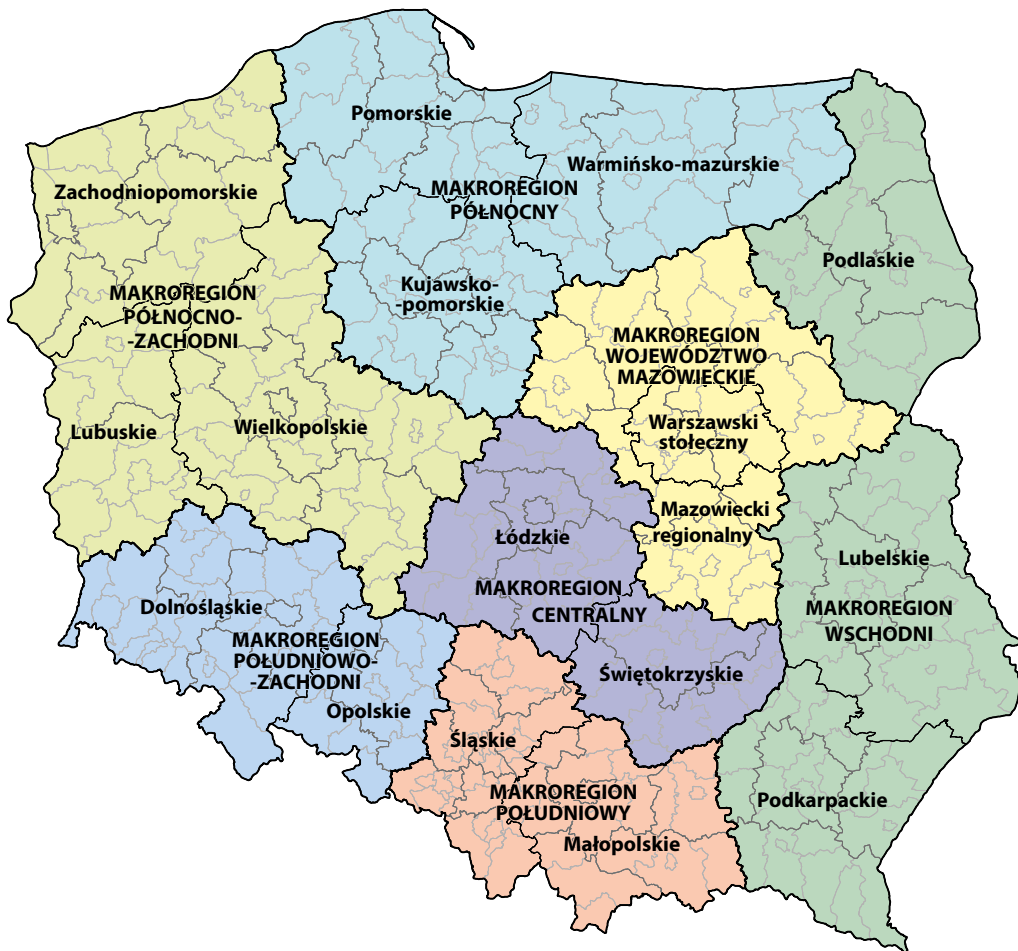 Pomorskie
Warmińsko-mazurskie
Zachodniopomorskie
MAKROREGION
PÓŁNOCNY
Podlaskie
Kujawsko-
-pomorskie
MAKROREGION
PÓŁNOCNO-
-ZACHODNI
MAKROREGION
WOJEWÓDZTWO
MAZOWIECKIE
Lubuskie
Wielkopolskie
Warszawski
stołeczny
Mazowiecki
regionalny
Łódzkie
Lubelskie
MAKROREGION
CENTRALNY
Dolnośląskie
MAKROREGION
WSCHODNI
MAKROREGION
POŁUDNIOWO-
-ZACHODNI
Świętokrzyskie
Opolskie
Śląskie
MAKROREGION
POŁUDNIOWY
Podkarpackie
Małopolskie